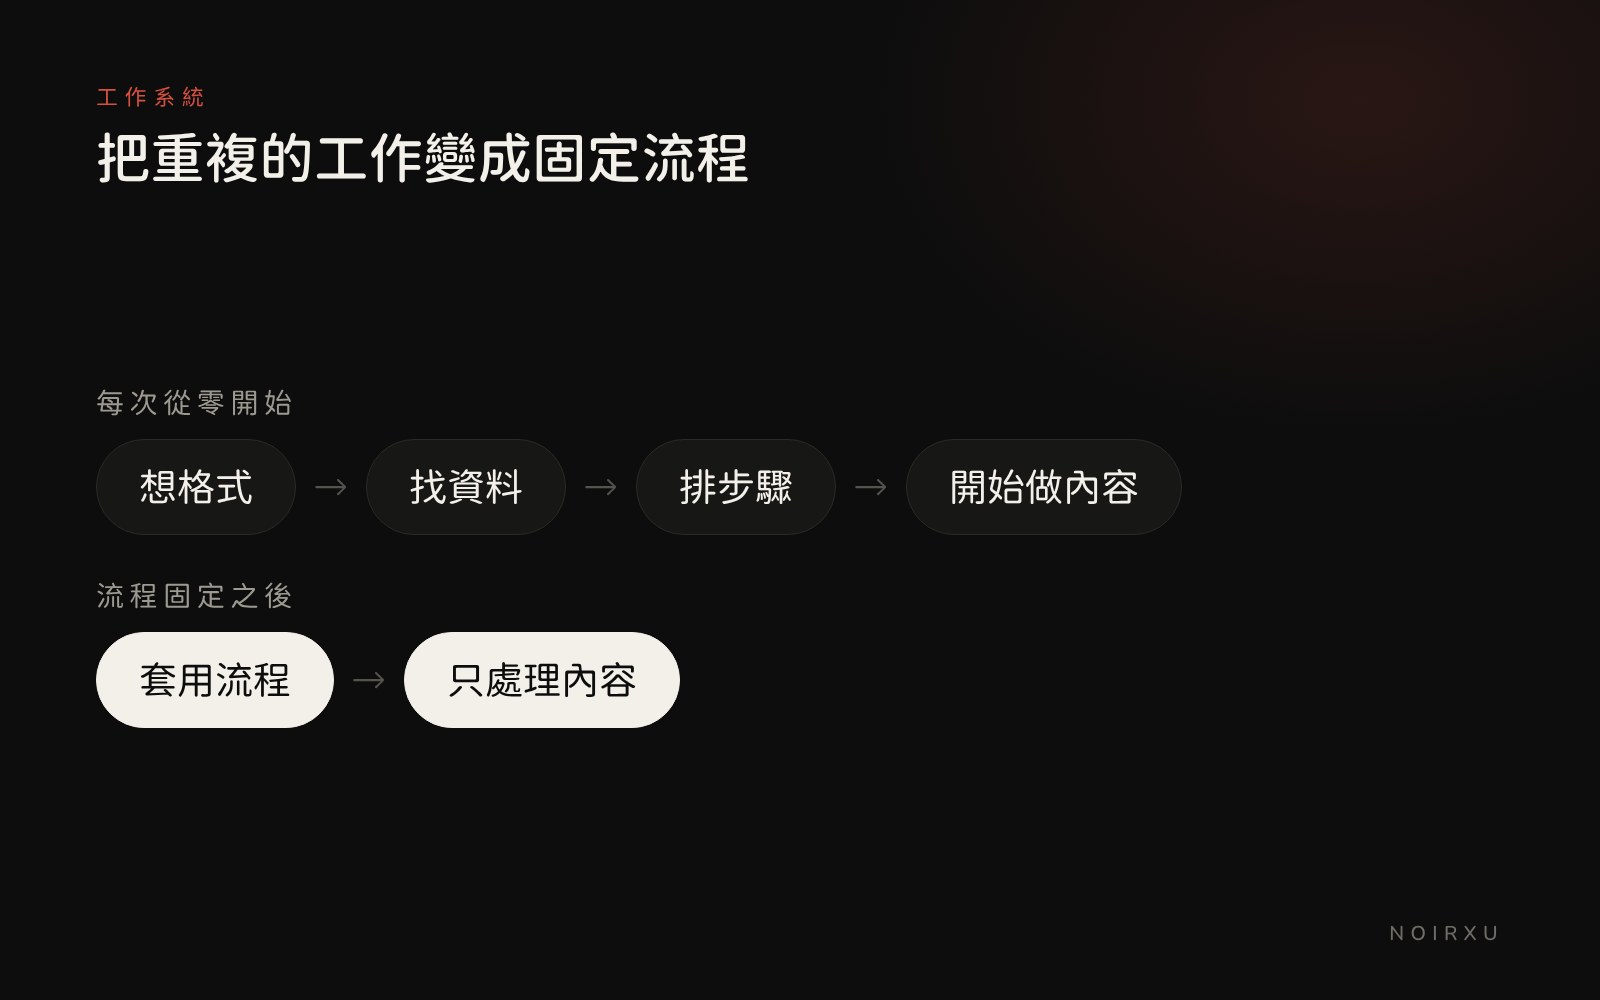 工作系統
把重複的工作變成固定流程
每次從零開始
想格式 → 找資料 → 排步驟 → 開始做內容
流程固定之後
套用流程 → 只處理內容
NOIRXU